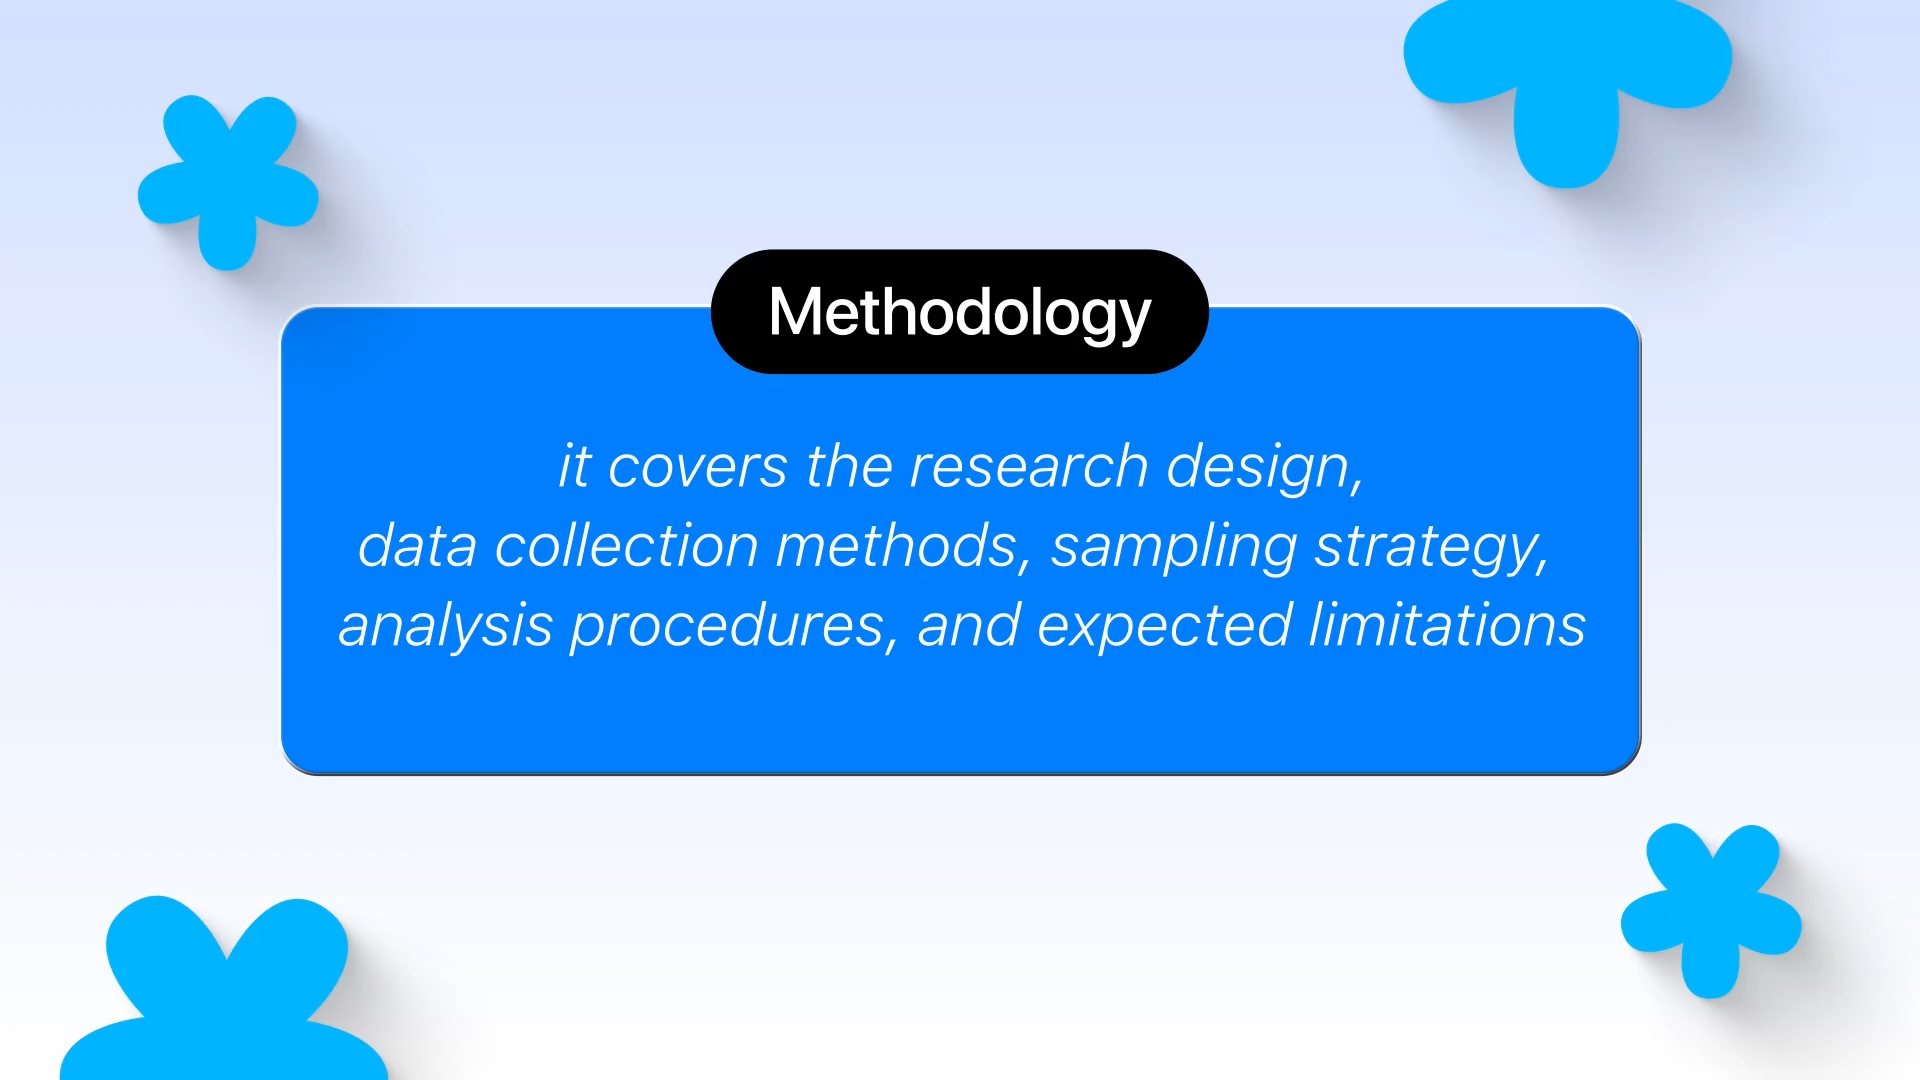 Methodology
it covers the research design,
data collection methods, sampling strategy,
analysis procedures, and expected limitations